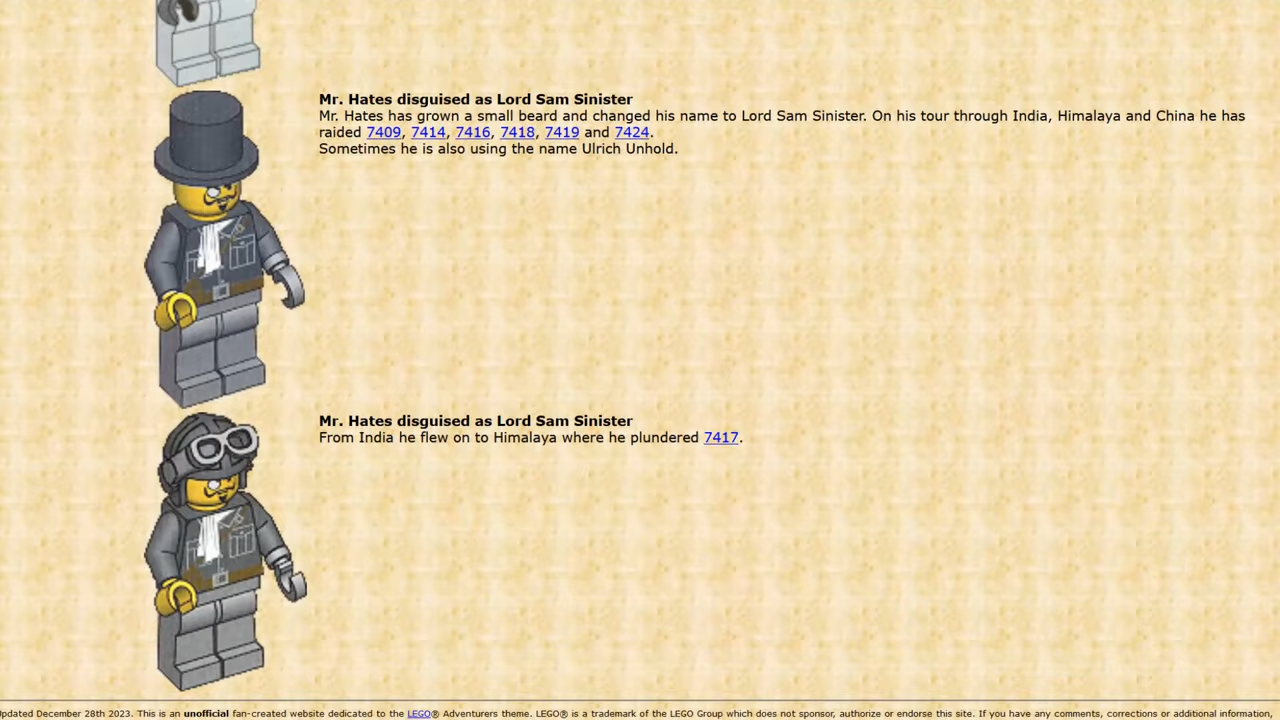 Mr. Hates disguised as Lord Sam Sinister
Mr. Hates has grown a small beard and changed his name to Lord Sam Sinister. On his tour through India, Himalaya and China he has
raided 7409, 7414, 7416, 7418, 7419 and 7424.
Sometimes he is also using the name Ulrich Unhold.
Mr. Hates disguised as Lord Sam Sinister
From India he flew on to Himalaya where he plundered 7417.
Updated December 28th 2023. This is an unofficial fan-created website dedicated to the LEGO® Adventurers theme. LEGO® is a trademark of the LEGO Group which does not sponsor, authorize or endorse this site. If you have any comments, corrections or additional information,